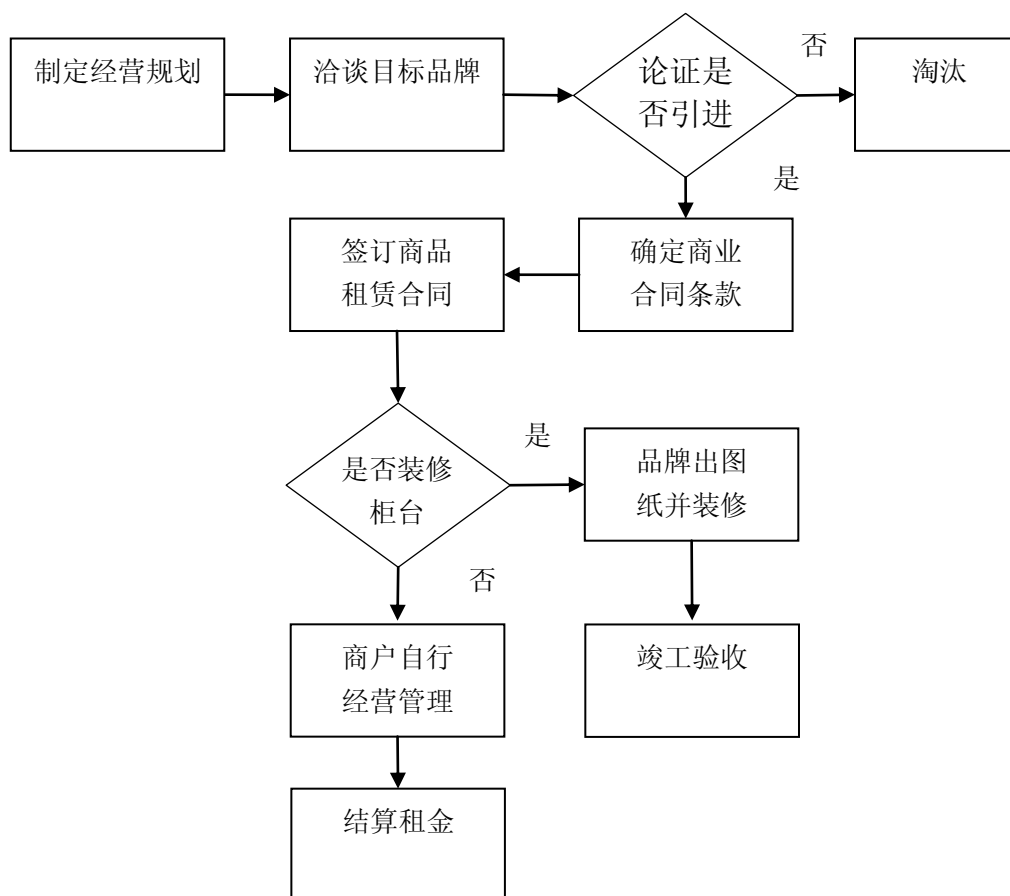 制定经营规划
洽谈目标品牌
论证是
否引进
否
淘汰
是
签订商品
租赁合同
确定商业
合同条款
是否装修
柜台
是
品牌出图
纸并装修
否
商户自行
经营管理
竣工验收
结算租金